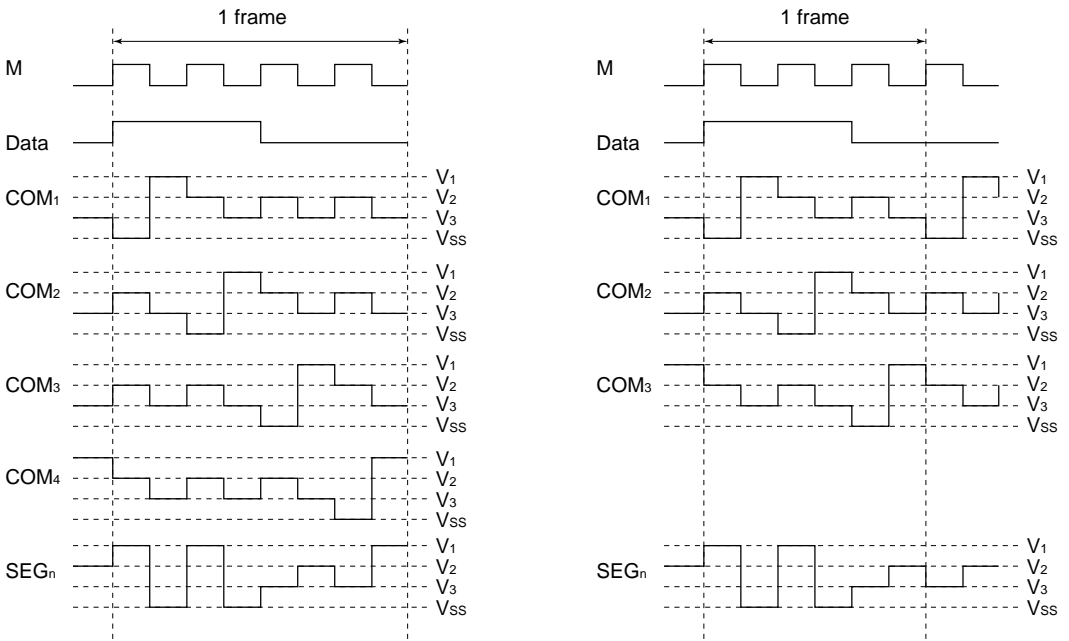 1 frame
M
Data
COM₁
V₁
V₂
V₃
VSS
COM₂
V₁
V₂
V₃
VSS
COM₃
V₁
V₂
V₃
VSS
COM₄
V₁
V₂
V₃
VSS
SEGn
V₁
V₂
V₃
VSS
1 frame
M
Data
COM₁
V₁
V₂
V₃
VSS
COM₂
V₁
V₂
V₃
VSS
COM₃
V₁
V₂
V₃
VSS
SEGn
V₁
V₂
V₃
VSS